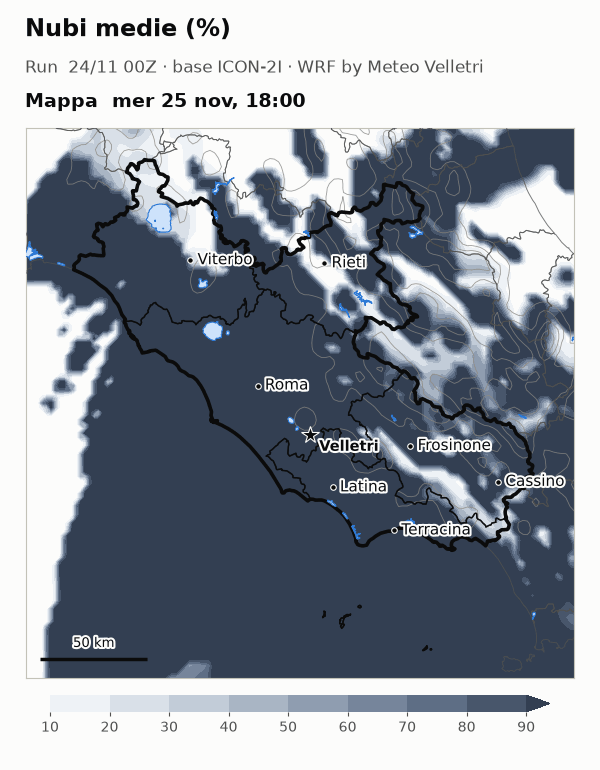 Nubi medie (%)
Run  24/11 00Z · base ICON-2I · WRF by Meteo Velletri
Mappa  mer 25 nov, 18:00
Viterbo
Rieti
Roma
Velletri
Frosinone
Latina
Cassino
Terracina
50 km
10 20 30 40 50 60 70 80 90